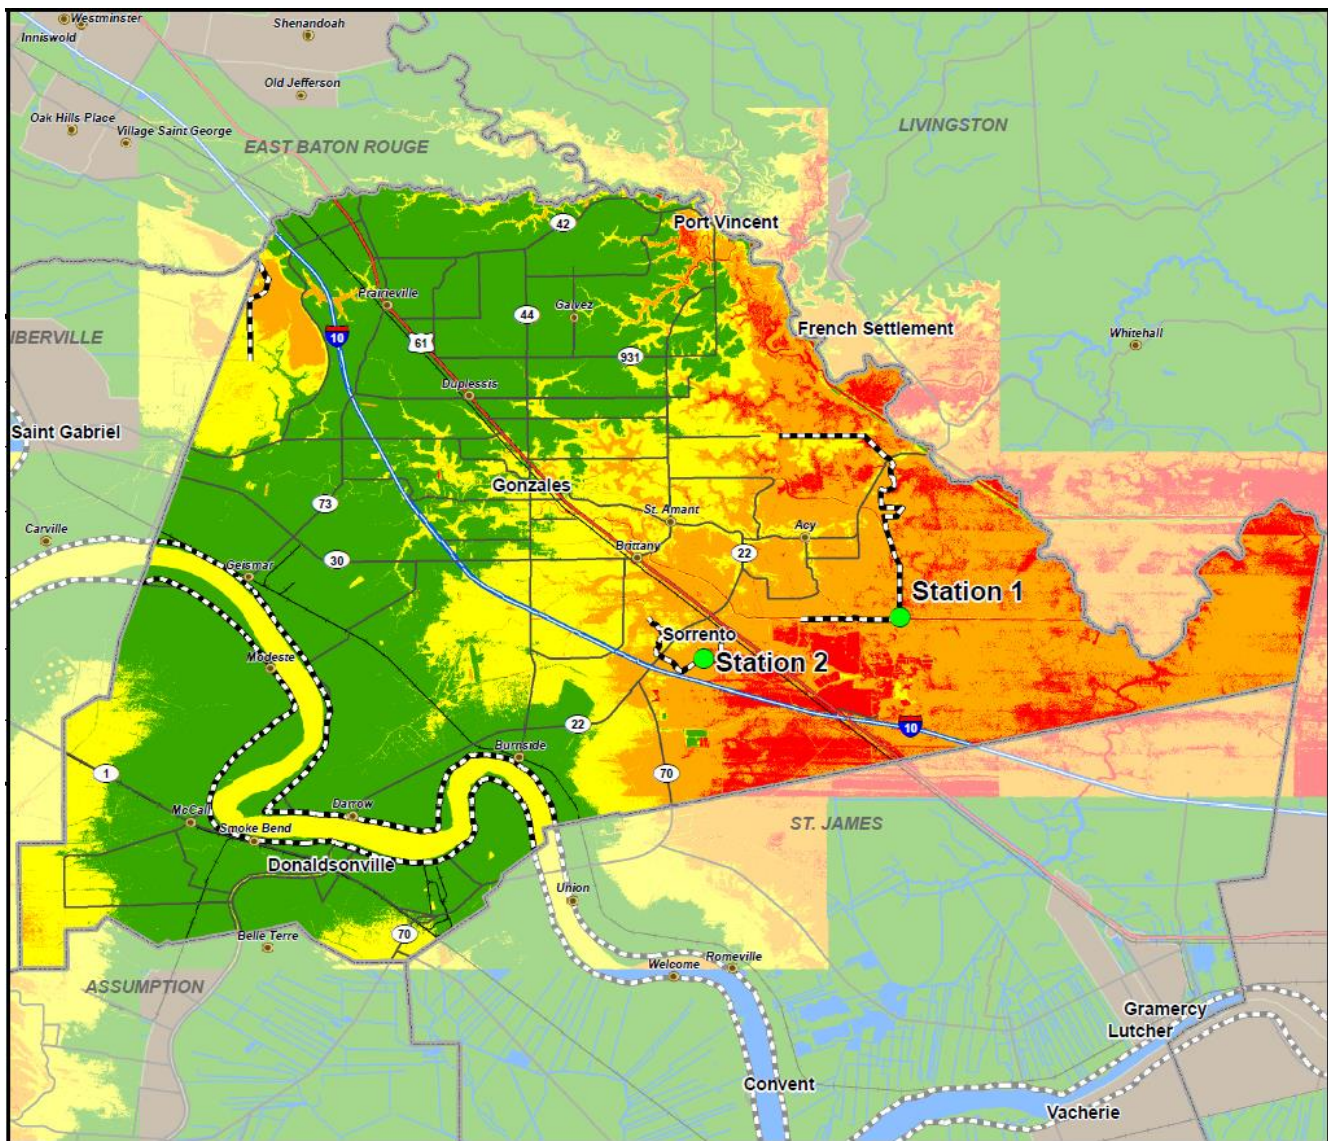 Westminster
Inniswold
Shenandoah
Old Jefferson
Oak Hills Place
Village Saint George
EAST BATON ROUGE
LIVINGSTON
Port Vincent
42
Prairieville
Galvez
44
French Settlement
Whitehall
IBERVILLE
10
61
931
Duplessis
Saint Gabriel
Gonzales
73
St. Amant
Acy
Carville
Brittany
22
30
Geismar
Station 1
Sorrento
Modeste
Station 2
22
10
Burnside
1
70
McCall
Darrow
ST. JAMES
Smoke Bend
Donaldsonville
Union
Belle Terre
70
Romeville
Welcome
ASSUMPTION
Gramercy
Lutcher
Convent
Vacherie